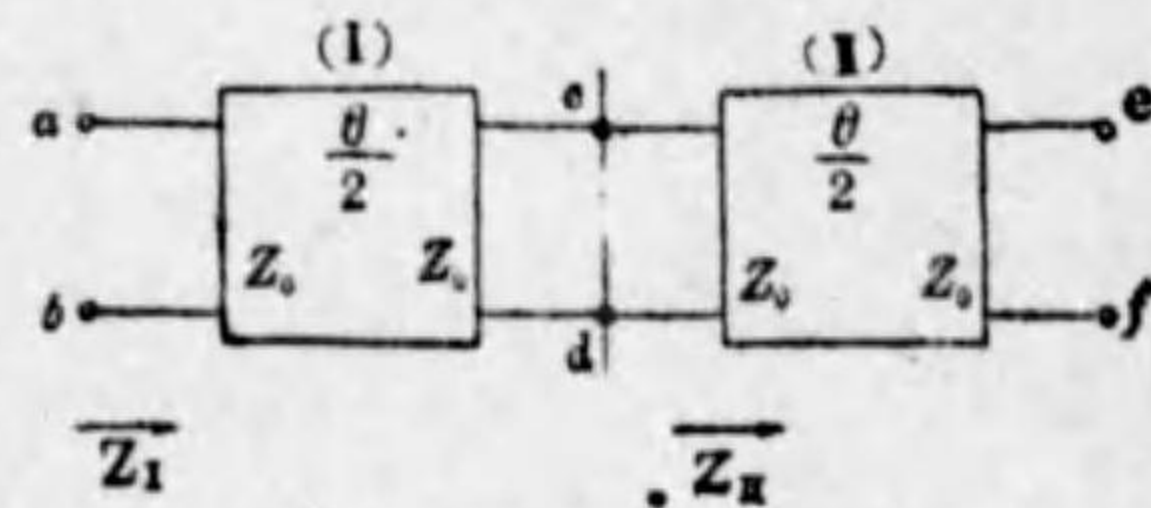 (I) (II)
a c e
θ/2 θ/2
Z₀ Z₀ Z₀ Z₀
b d f
Z_I Z_II